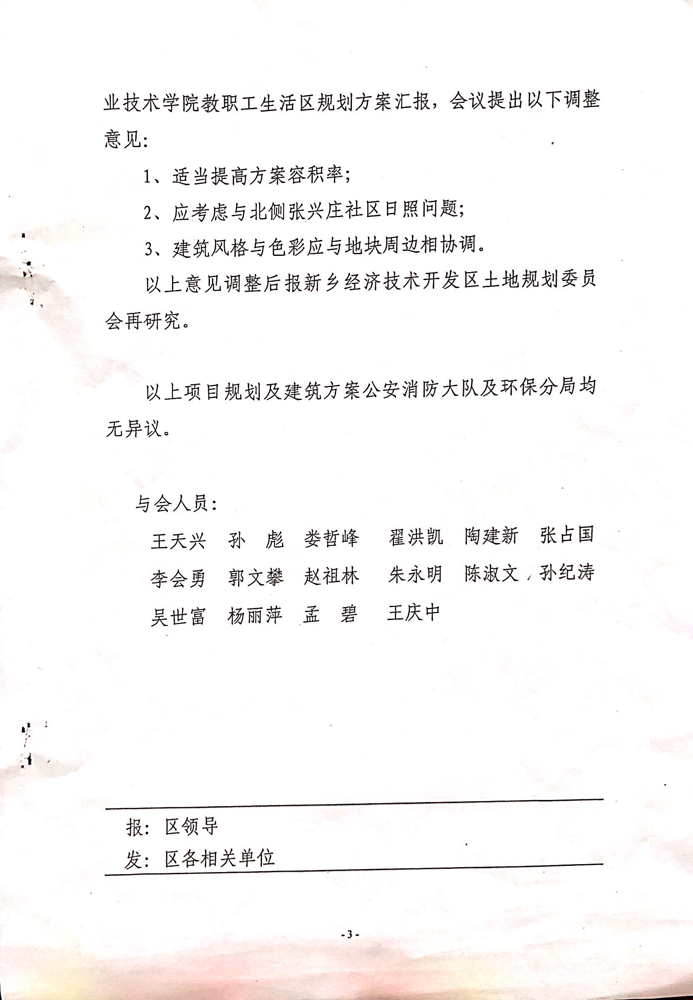 业技术学院教职工生活区规划方案汇报，会议提出以下调整
意见：
1、适当提高方案容积率；
2、应考虑与北侧张兴庄社区日照问题；
3、建筑风格与色彩应与地块周边相协调。
以上意见调整后报新乡经济技术开发区土地规划委员
会再研究。
以上项目规划及建筑方案公安消防大队及环保分局均
无异议。
与会人员：
王天兴 孙 彪 娄哲峰 翟洪凯 陶建新 张占国
李会勇 郭文攀 赵祖林 朱永明 陈淑文 孙纪涛
吴世富 杨丽萍 孟 碧 王庆中
报：区领导
发：区各相关单位
-3-